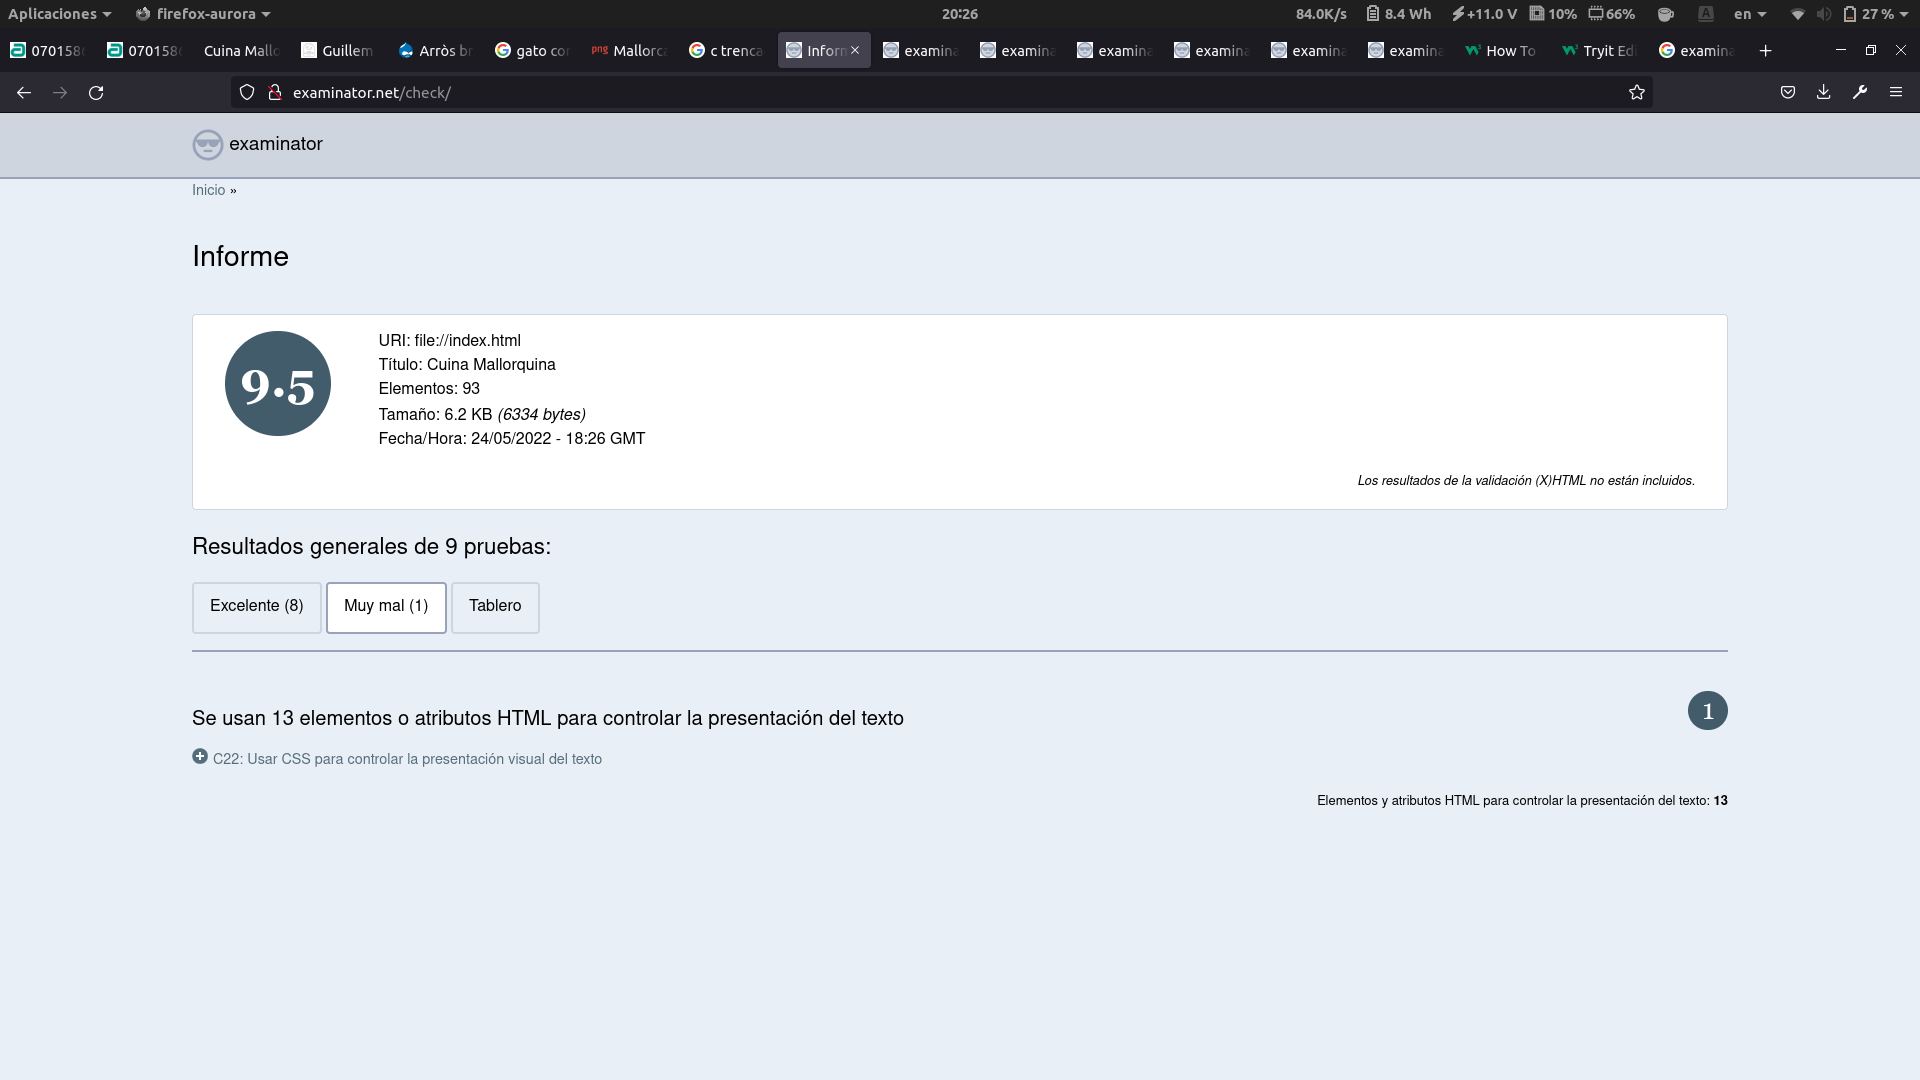 Aplicaciones
firefox-aurora
20:26
84.0K/s
8.4 Wh
+11.0 V
10%
66%
en
27 %
070158
070158
Cuina Mallo
Guillem
Arròs br
gato co
Mallorc
c trenca
Infor
examina
examina
examina
examina
examina
examina
How To
Tryit Ed
examina
examinator.net/check/
examinator
Inicio »
Informe
9.5
URI: file://index.html
Título: Cuina Mallorquina
Elementos: 93
Tamaño: 6.2 KB (6334 bytes)
Fecha/Hora: 24/05/2022 - 18:26 GMT
Los resultados de la validación (X)HTML no están incluidos.
Resultados generales de 9 pruebas:
Excelente (8)
Muy mal (1)
Tablero
Se usan 13 elementos o atributos HTML para controlar la presentación del texto
1
C22: Usar CSS para controlar la presentación visual del texto
Elementos y atributos HTML para controlar la presentación del texto: 13